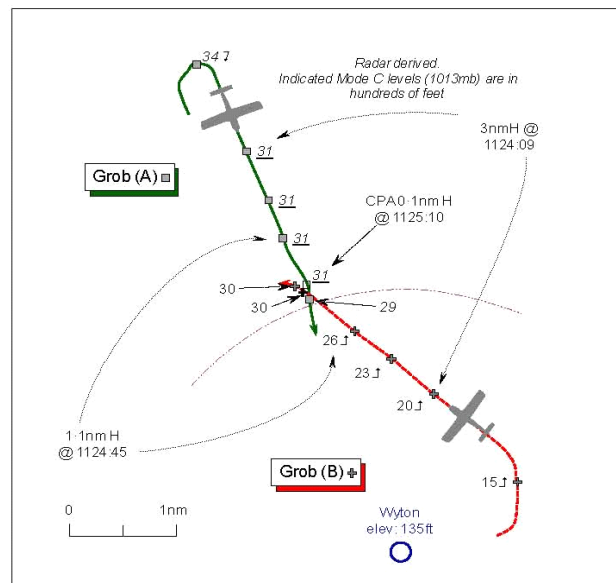 34↴
Radar derived.
Indicated Mode C levels (1013mb) are in
hundreds of feet
3nmH @
1124:09
31
Grob (A)
31
CPA 0·1nm H
@ 1125:10
31
31
30
30
29
26⤴
23⤴
20⤴
1·1nm H
@ 1124:45
Grob (B)
15⤴
0 1nm
Wyton
elev: 135ft